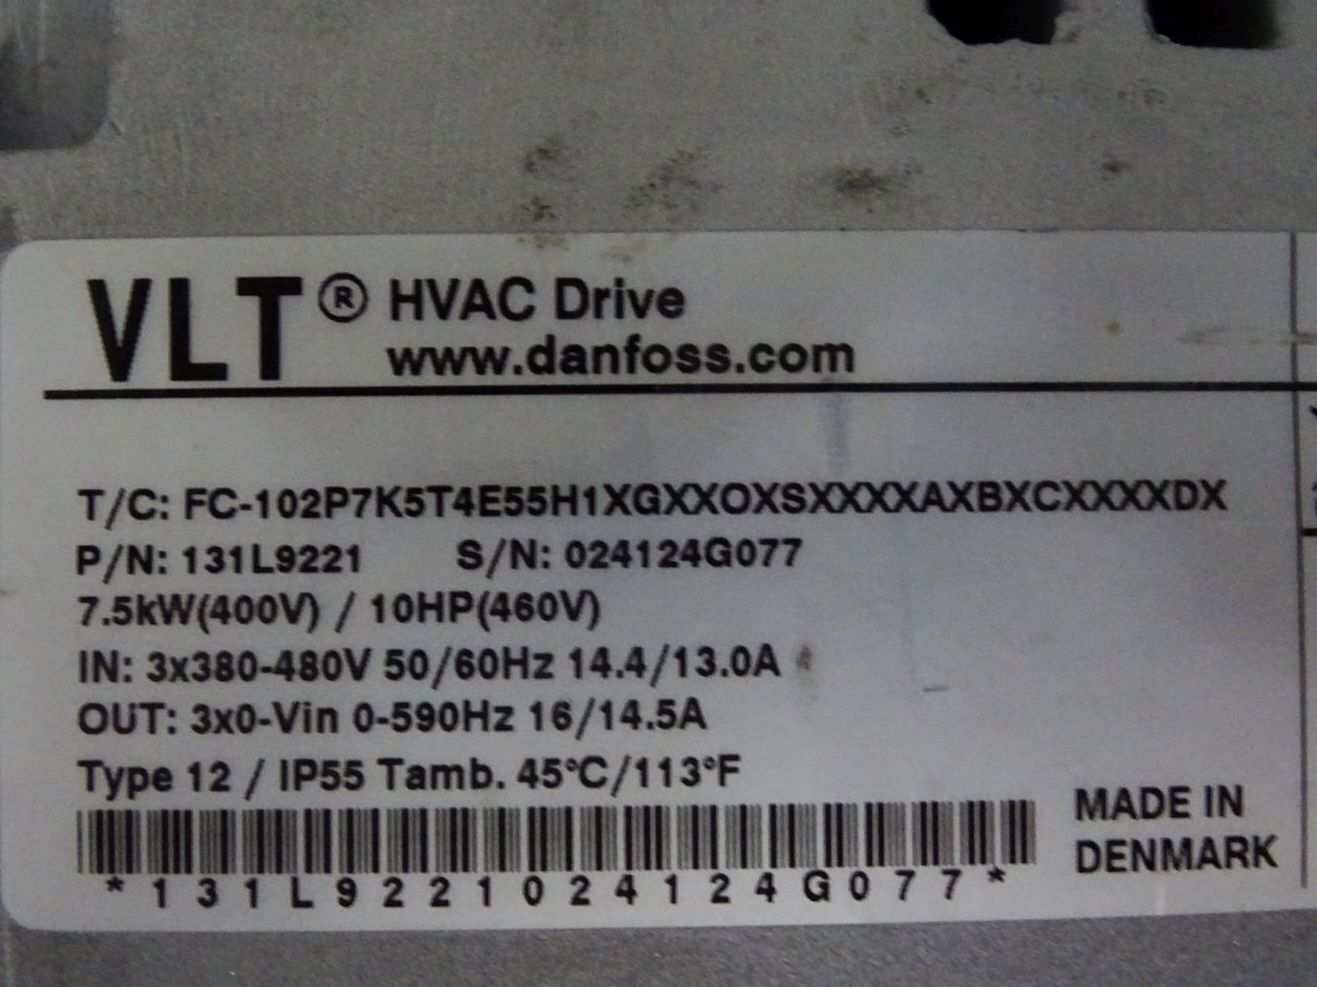 VLT® HVAC Drive
www.danfoss.com
T/C: FC-102P7K5T4E55H1XGXXOXSXXXXAXBXCXXXXDX
P/N: 131L9221 S/N: 024124G077
7.5kW(400V) / 10HP(460V)
IN: 3x380-480V 50/60Hz 14.4/13.0A
OUT: 3x0-Vin 0-590Hz 16/14.5A
Type 12 / IP55 Tamb. 45°C/113°F
*131L9221024124G077*
MADE IN
DENMARK